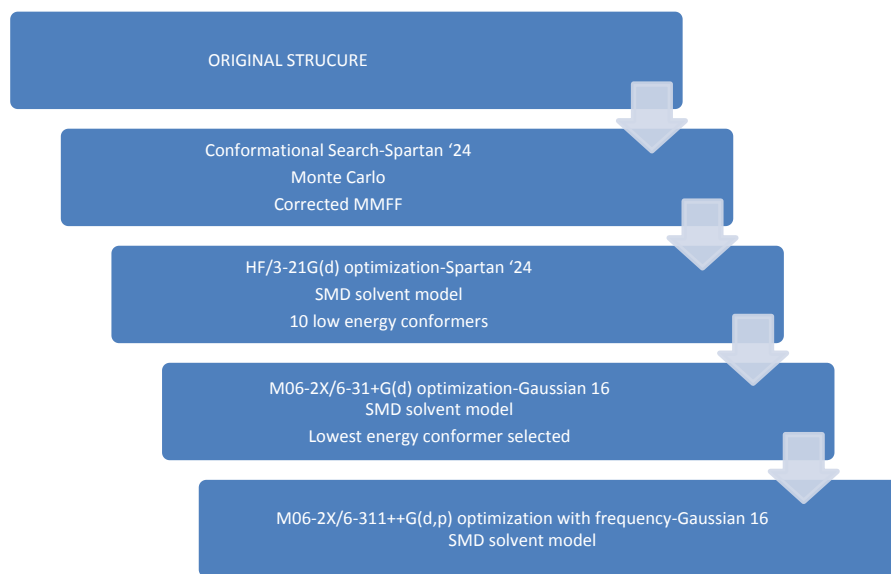 ORIGINAL STRUCURE
Conformational Search-Spartan ‘24
Monte Carlo
Corrected MMFF
HF/3-21G(d) optimization-Spartan ‘24
SMD solvent model
10 low energy conformers
M06-2X/6-31+G(d) optimization-Gaussian 16
SMD solvent model
Lowest energy conformer selected
M06-2X/6-311++G(d,p) optimization with frequency-Gaussian 16
SMD solvent model